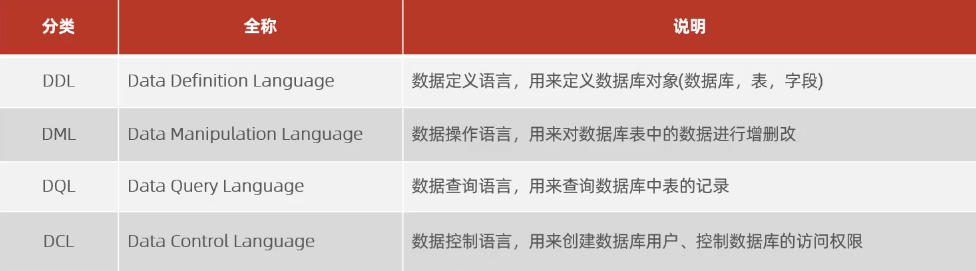 分类 全称 说明
DDL Data Definition Language 数据定义语言，用来定义数据库对象(数据库，表，字段)
DML Data Manipulation Language 数据操作语言，用来对数据库表中的数据进行增删改
DQL Data Query Language 数据查询语言，用来查询数据库中表的记录
DCL Data Control Language 数据控制语言，用来创建数据库用户、控制数据库的访问权限